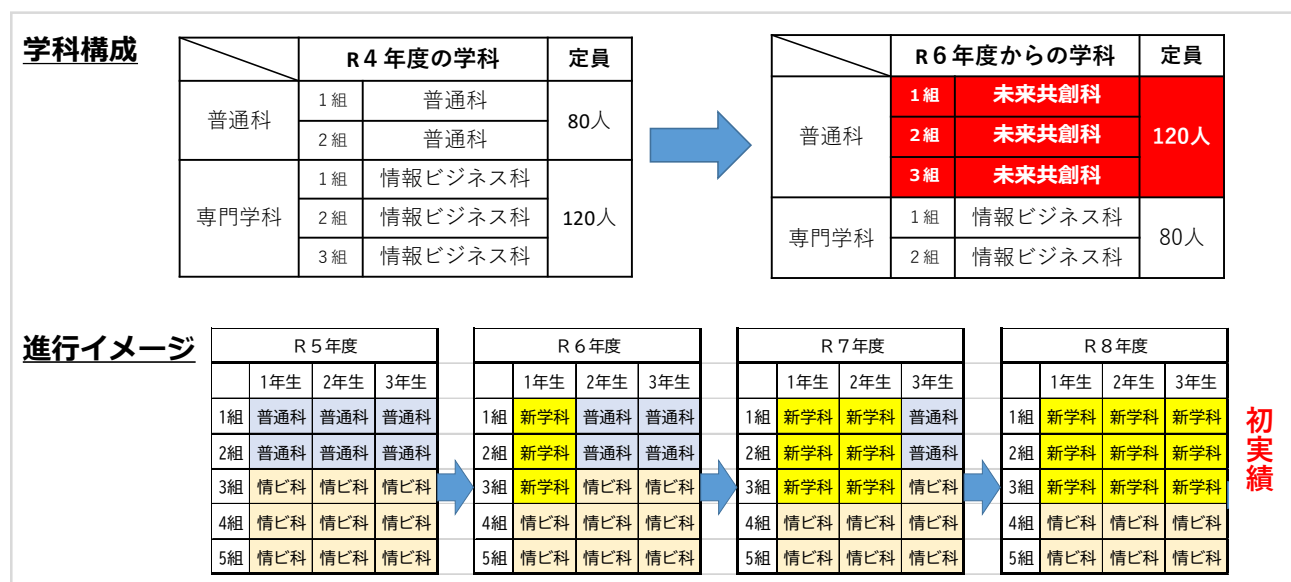 学科構成
R4年度の学科 定員
普通科 1組 普通科 80人
2組 普通科
専門学科 1組 情報ビジネス科 120人
2組 情報ビジネス科
3組 情報ビジネス科
R6年度からの学科 定員
普通科 1組 未来共創科 120人
2組 未来共創科
3組 未来共創科
専門学科 1組 情報ビジネス科 80人
2組 情報ビジネス科
進行イメージ
R5年度
1年生 2年生 3年生
1組 普通科 普通科 普通科
2組 普通科 普通科 普通科
3組 情ビ科 情ビ科 情ビ科
4組 情ビ科 情ビ科 情ビ科
5組 情ビ科 情ビ科 情ビ科
R6年度
1年生 2年生 3年生
1組 新学科 普通科 普通科
2組 新学科 普通科 普通科
3組 新学科 情ビ科 情ビ科
4組 情ビ科 情ビ科 情ビ科
5組 情ビ科 情ビ科 情ビ科
R7年度
1年生 2年生 3年生
1組 新学科 新学科 普通科
2組 新学科 新学科 普通科
3組 新学科 新学科 情ビ科
4組 情ビ科 情ビ科 情ビ科
5組 情ビ科 情ビ科 情ビ科
R8年度
1年生 2年生 3年生
1組 新学科 新学科 新学科
2組 新学科 新学科 新学科
3組 新学科 新学科 新学科
4組 情ビ科 情ビ科 情ビ科
5組 情ビ科 情ビ科 情ビ科
初実績